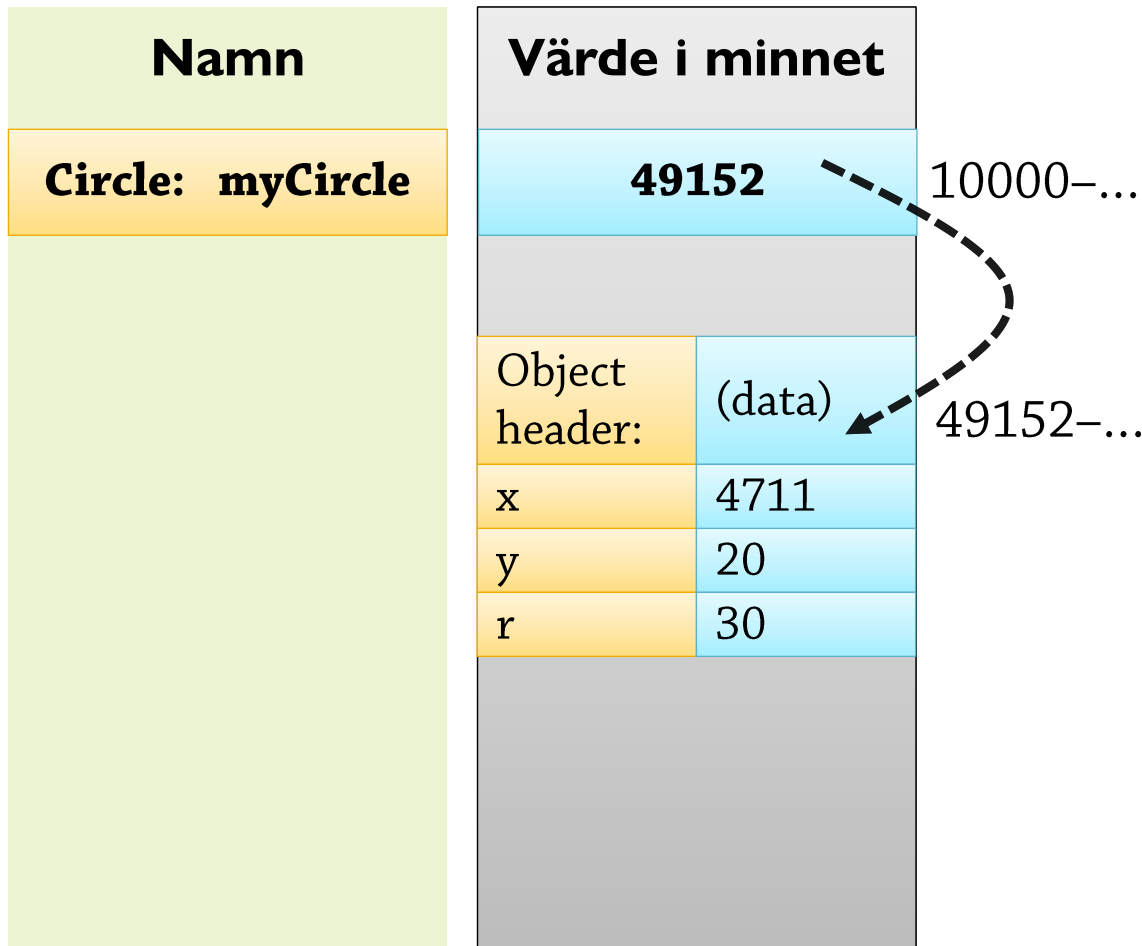 Namn
Värde i minnet
Circle: myCircle
49152
10000–…
Object
header:
(data)
49152–…
x
4711
y
20
r
30